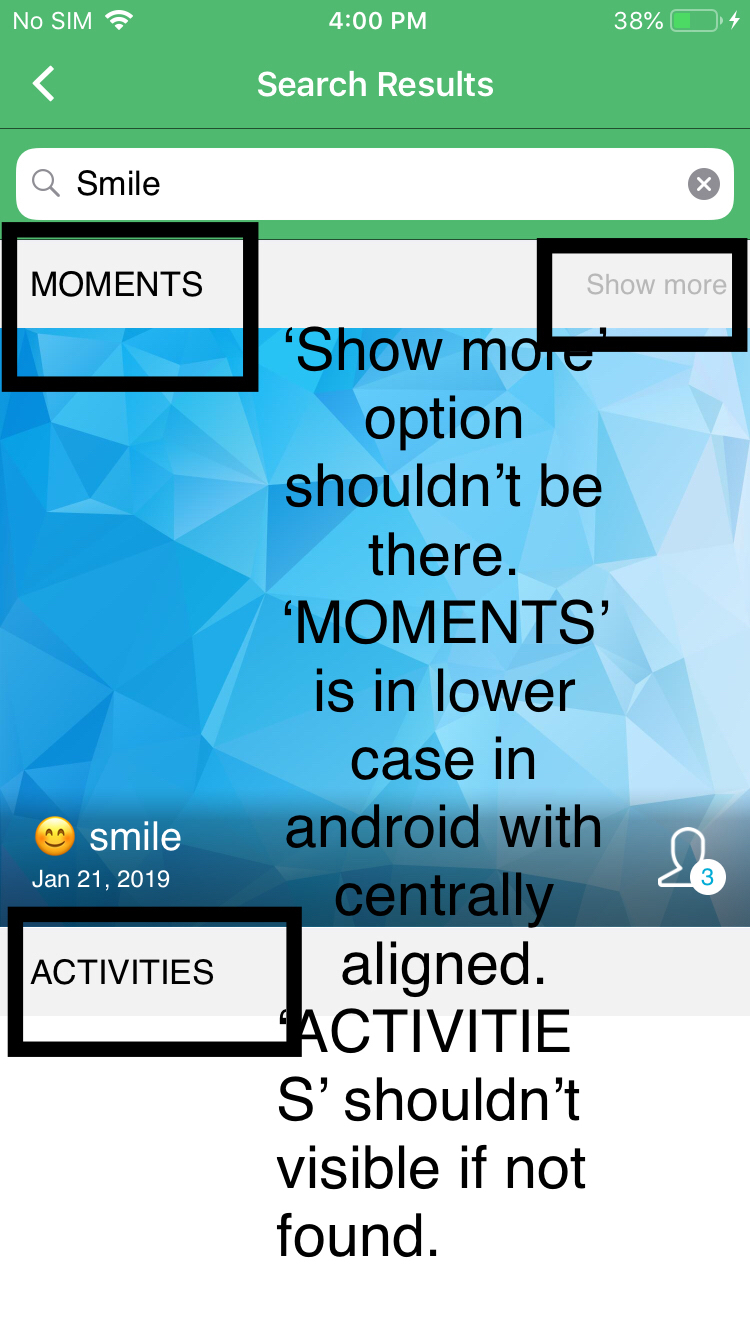 No SIM 4:00 PM 38%
Search Results
Smile
MOMENTS Show more
‘Show more’
option
shouldn’t be
there.
‘MOMENTS’
is in lower
case in
android with
centrally
aligned.
‘ACTIVITIE
S’ shouldn’t
visible if not
found.
😊 smile
Jan 21, 2019
3
ACTIVITIES